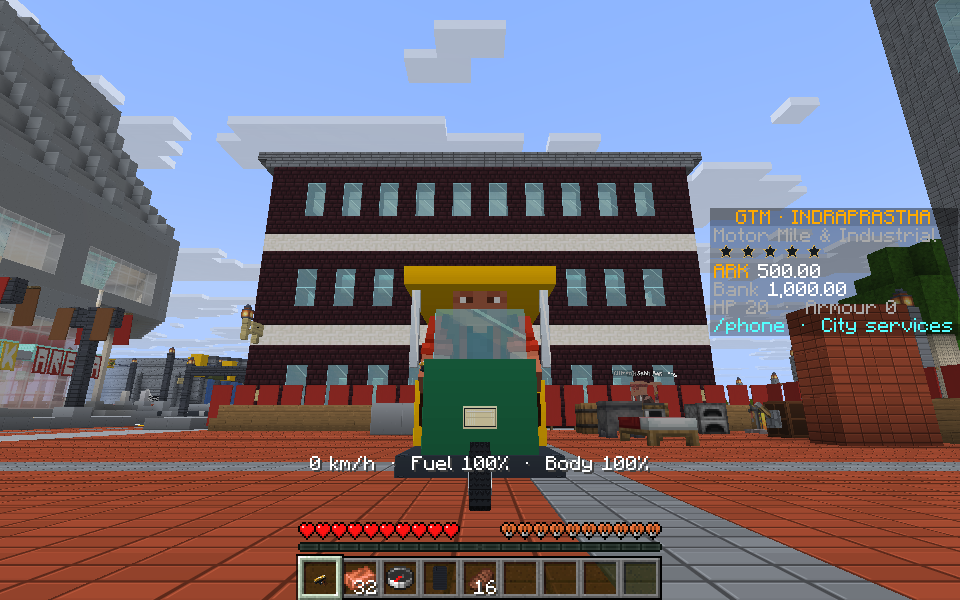 GTM · INDRAPRASTHA
Motor Mile & Industrial
★ ★ ★ ★ ★
ARK 500.00
Bank 1,000.00
HP 20 · Armour 0
/phone · City services
0 km/h · Fuel 100% · Body 100%
32
16